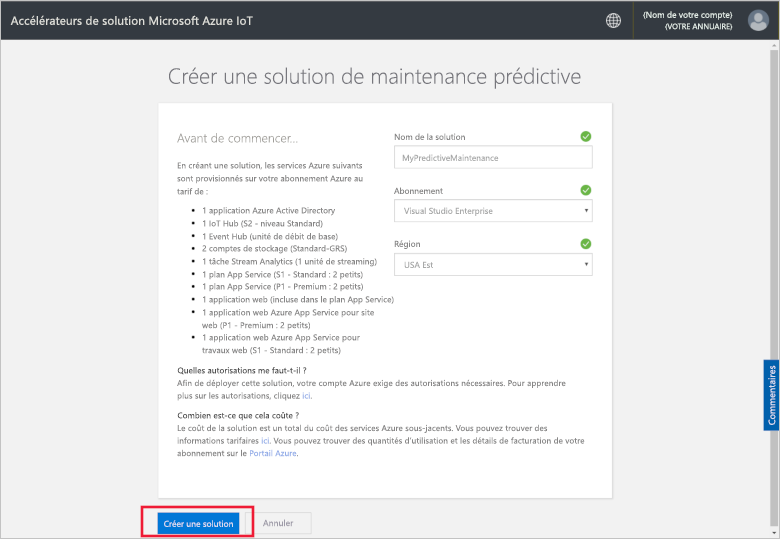 Accélérateurs de solution Microsoft Azure IoT
(Nom de votre compte)
(VOTRE ANNUAIRE)
Créer une solution de maintenance prédictive
Avant de commencer...
En créant une solution, les services Azure suivants
sont provisionnés sur votre abonnement Azure au
tarif de :
• 1 application Azure Active Directory
• 1 IoT Hub (S2 - niveau Standard)
• 1 Event Hub (unité de débit de base)
• 2 comptes de stockage (Standard-GRS)
• 1 tâche Stream Analytics (1 unité de streaming)
• 1 plan App Service (S1 - Standard : 2 petits)
• 1 plan App Service (P1 - Premium : 2 petits)
• 1 application web (incluse dans le plan App Service)
• 1 application web Azure App Service pour site
web (P1 - Premium : 2 petits)
• 1 application web Azure App Service pour
travaux web (S1 - Standard : 2 petits)
Nom de la solution
MyPredictiveMaintenance
Abonnement
Visual Studio Enterprise
Région
USA Est
Quelles autorisations me faut-t-il ?
Afin de déployer cette solution, votre compte Azure exige des autorisations nécessaires. Pour apprendre
plus sur les autorisations, cliquez ici.
Combien est-ce que cela coûte ?
Le coût de la solution est un total du coût des services Azure sous-jacents. Vous pouvez trouver des
informations tarifaires ici. Vous pouvez trouver des quantités d'utilisation et les détails de facturation de votre
abonnement sur le Portail Azure.
Commentaires
Créer une solution
Annuler